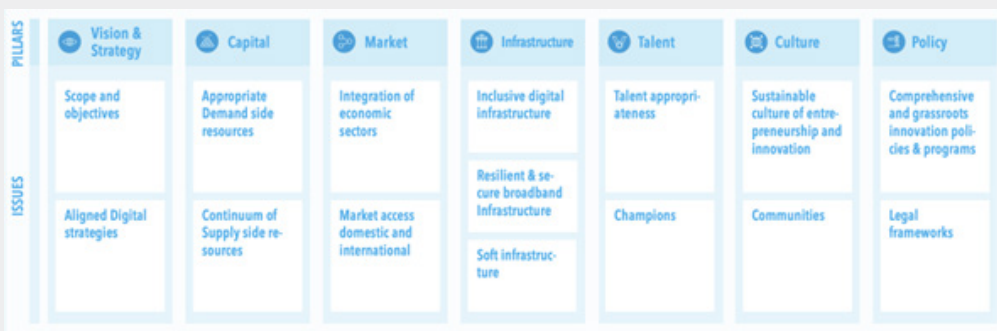 PILLARS
Vision &
Strategy
Capital
Market
Infrastructure
Talent
Culture
Policy
ISSUES
Scope and
objectives
Aligned Digital
strategies
Appropriate
Demand side
resources
Continuum of
Supply side re-
sources
Integration of
economic
sectors
Market access
domestic and
international
Inclusive digital
infrastructure
Resilient & se-
cure broadband
Infrastructure
Soft infrastruc-
ture
Talent appropri-
ateness
Champions
Sustainable
culture of entre-
preneurship and
innovation
Communities
Comprehensive
and grassroots
innovation poli-
cies & programs
Legal
frameworks